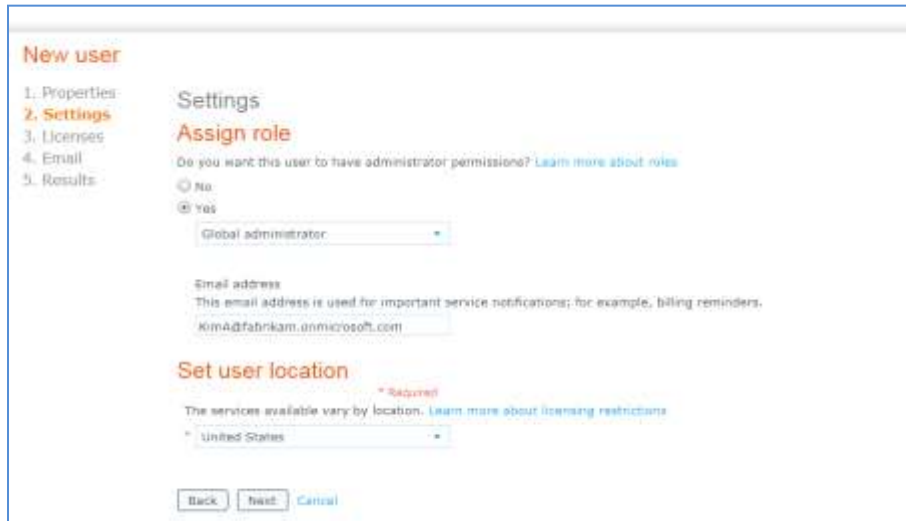 New user
1. Properties
2. Settings
3. Licenses
4. Email
5. Results
Settings
Assign role
Do you want this user to have administrator permissions? Learn more about roles
No
Yes
Global administrator
Email address
This email address is used for important service notifications; for example, billing reminders.
KimA@fabrikam.onmicrosoft.com
Set user location
* Required
The services available vary by location. Learn more about licensing restrictions
* United States
Back Next Cancel